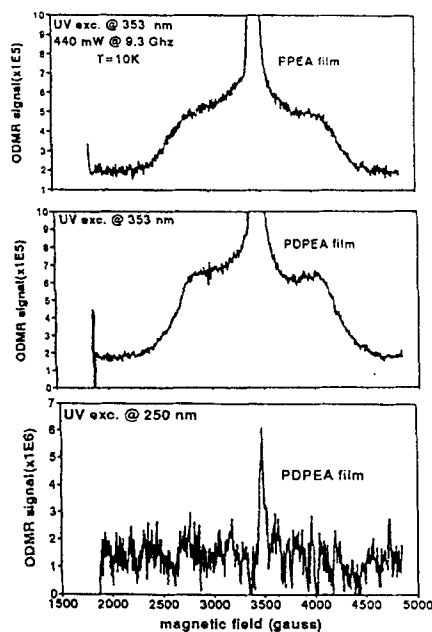 UV exc. @ 353 nm
440 mW @ 9.3 Ghz
T=10K
PPEA film
ODMR signal(x1E5)
10
9
8
7
6
5
4
3
2
1
UV exc. @ 353 nm
PDPEA film
ODMR signal(x1E5)
10
8
7
6
5
4
3
2
1
0
UV exc @ 250 nm
PDPEA film
ODMR signal(x1E6)
7
6
5
4
3
2
1
0
1500 2000 2500 3000 3500 4000 4500 5000
magnetic field (gauss)